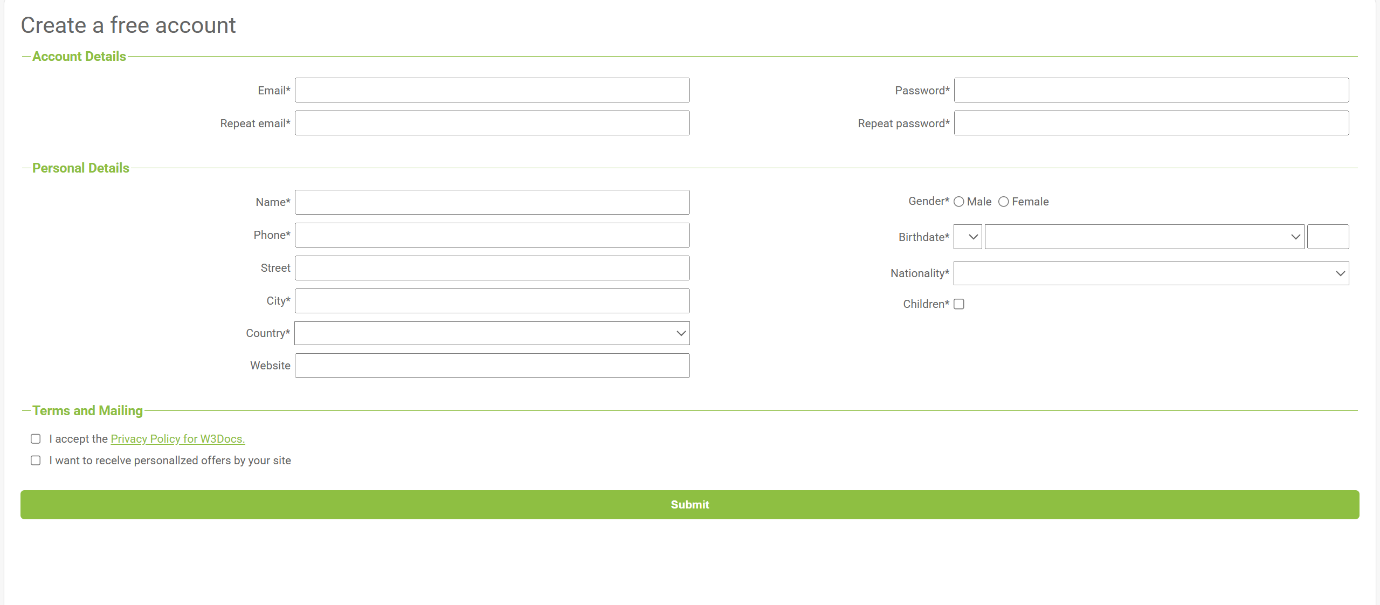 Create a free account
Account Details
Email*
Password*
Repeat email*
Repeat password*
Personal Details
Name*
Gender* Male Female
Phone*
Birthdate*
Street
Nationality*
City*
Children*
Country*
Website
Terms and Mailing
I accept the Privacy Policy for W3Docs.
I want to receive personalized offers by your site
Submit